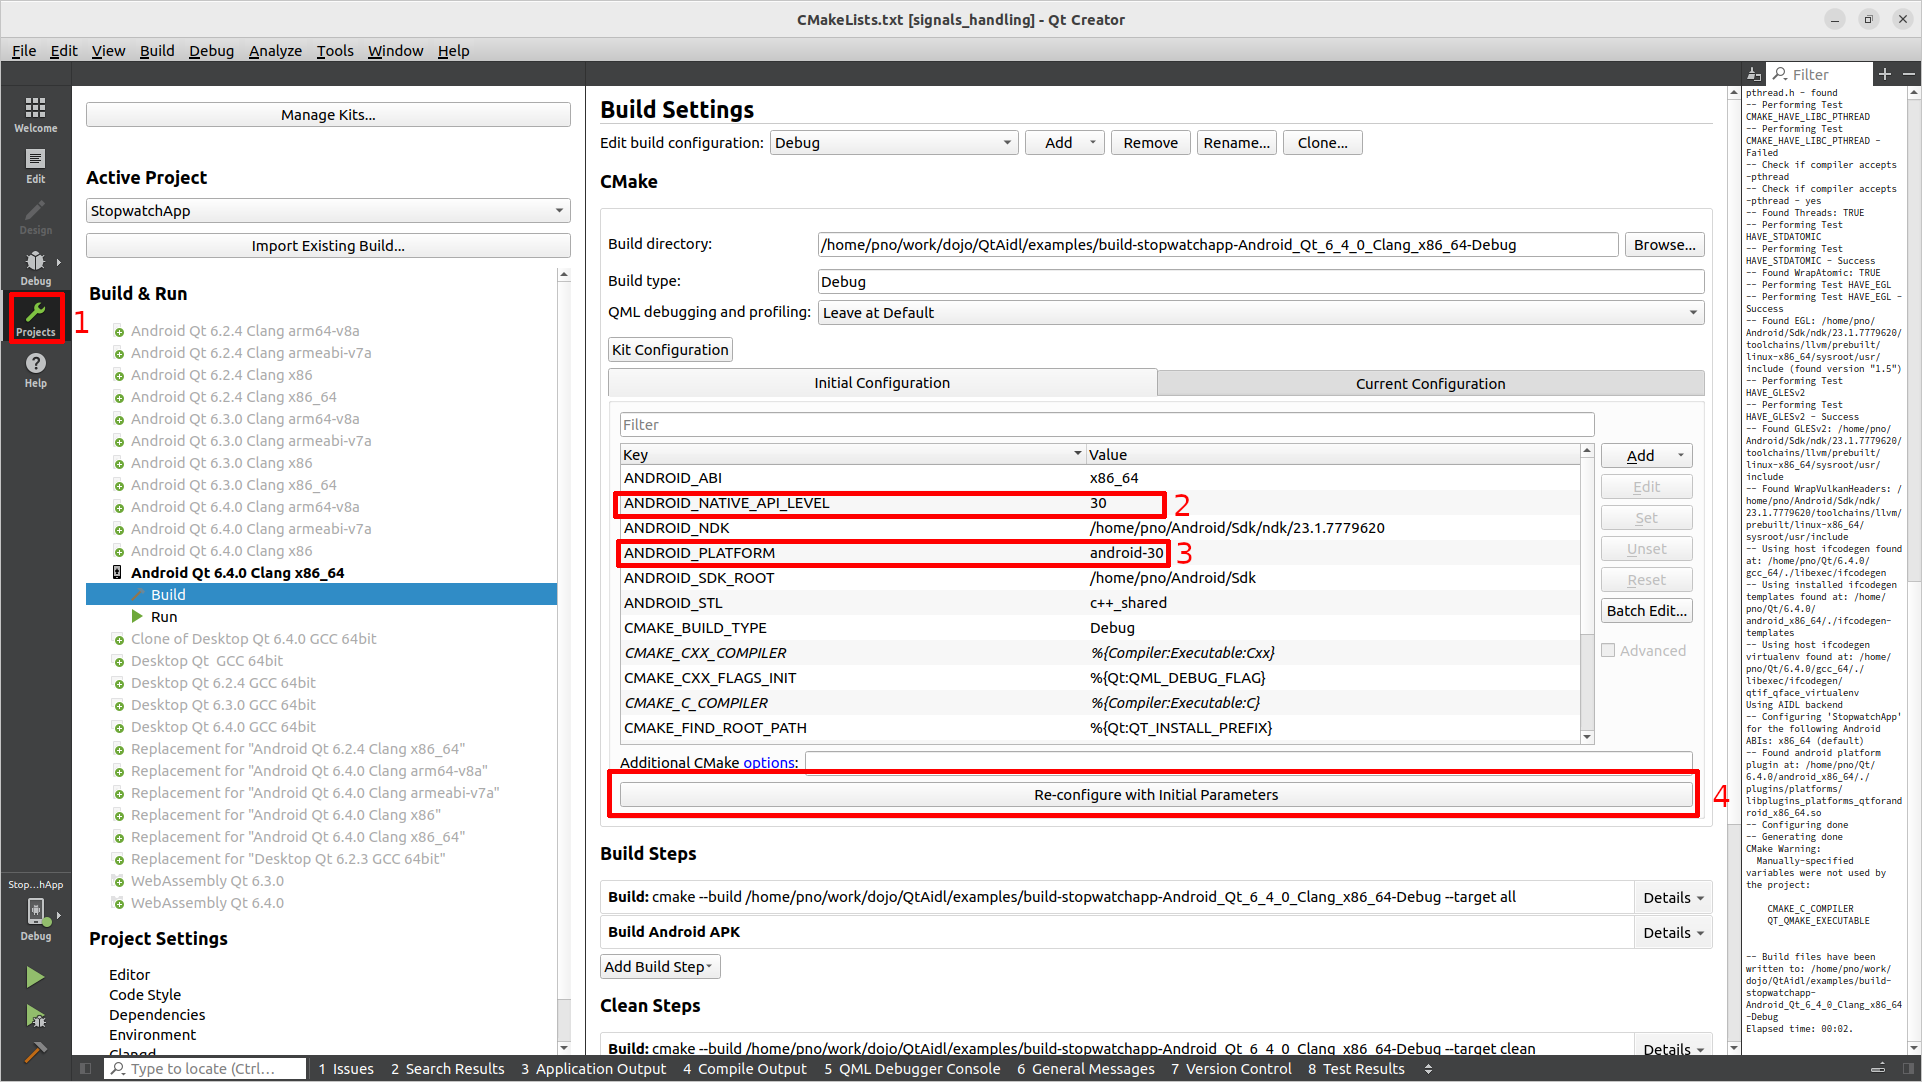 CMakeLists.txt [signals_handling] - Qt Creator
File Edit View Build Debug Analyze Tools Window Help
Welcome
Edit
Design
Debug
Projects
1
Help
Stop...hApp
Debug
Manage Kits...
Active Project
StopwatchApp
Import Existing Build...
Build & Run
Android Qt 6.2.4 Clang arm64-v8a
Android Qt 6.2.4 Clang armeabi-v7a
Android Qt 6.2.4 Clang x86
Android Qt 6.2.4 Clang x86_64
Android Qt 6.3.0 Clang arm64-v8a
Android Qt 6.3.0 Clang armeabi-v7a
Android Qt 6.3.0 Clang x86
Android Qt 6.3.0 Clang x86_64
Android Qt 6.4.0 Clang arm64-v8a
Android Qt 6.4.0 Clang armeabi-v7a
Android Qt 6.4.0 Clang x86
Android Qt 6.4.0 Clang x86_64
Build
Run
Clone of Desktop Qt 6.4.0 GCC 64bit
Desktop Qt  GCC 64bit
Desktop Qt 6.2.4 GCC 64bit
Desktop Qt 6.3.0 GCC 64bit
Desktop Qt 6.4.0 GCC 64bit
Replacement for "Android Qt 6.2.4 Clang x86_64"
Replacement for "Android Qt 6.4.0 Clang arm64-v8a"
Replacement for "Android Qt 6.4.0 Clang armeabi-v7a"
Replacement for "Android Qt 6.4.0 Clang x86"
Replacement for "Android Qt 6.4.0 Clang x86_64"
Replacement for "Desktop Qt 6.2.3 GCC 64bit"
WebAssembly Qt 6.3.0
WebAssembly Qt 6.4.0
Project Settings
Editor
Code Style
Dependencies
Environment
Clangd
Build Settings
Edit build configuration: Debug Add Remove Rename... Clone...
CMake
Build directory: /home/pno/work/dojo/QtAidl/examples/build-stopwatchapp-Android_Qt_6_4_0_Clang_x86_64-Debug Browse...
Build type: Debug
QML debugging and profiling: Leave at Default
Kit Configuration
Initial Configuration Current Configuration
Filter
Key Value
ANDROID_ABI x86_64
ANDROID_NATIVE_API_LEVEL 30 2
ANDROID_NDK /home/pno/Android/Sdk/ndk/23.1.7779620
ANDROID_PLATFORM android-30 3
ANDROID_SDK_ROOT /home/pno/Android/Sdk
ANDROID_STL c++_shared
CMAKE_BUILD_TYPE Debug
CMAKE_CXX_COMPILER %{Compiler:Executable:Cxx}
CMAKE_CXX_FLAGS_INIT %{Qt:QML_DEBUG_FLAG}
CMAKE_C_COMPILER %{Compiler:Executable:C}
CMAKE_FIND_ROOT_PATH %{Qt:QT_INSTALL_PREFIX}
Add
Edit
Set
Unset
Reset
Batch Edit...
Advanced
Additional CMake options:
Re-configure with Initial Parameters 4
Build Steps
Build: cmake --build /home/pno/work/dojo/QtAidl/examples/build-stopwatchapp-Android_Qt_6_4_0_Clang_x86_64-Debug --target all Details
Build Android APK Details
Add Build Step
Clean Steps
Build: cmake --build /home/pno/work/dojo/QtAidl/examples/build-stopwatchapp-Android_Qt_6_4_0_Clang_x86_64-Debug --target clean Details
Filter
pthread.h - found
-- Performing Test
CMAKE_HAVE_LIBC_PTHREAD
-- Performing Test
CMAKE_HAVE_LIBC_PTHREAD -
Failed
-- Check if compiler accepts
-pthread
-- Check if compiler accepts
-pthread - yes
-- Found Threads: TRUE
-- Performing Test
HAVE_STDATOMIC
-- Performing Test
HAVE_STDATOMIC - Success
-- Found WrapAtomic: TRUE
-- Performing Test HAVE_EGL
-- Performing Test HAVE_EGL -
Success
-- Found EGL: /home/pno/
Android/Sdk/ndk/23.1.7779620/
toolchains/llvm/prebuilt/
linux-x86_64/sysroot/usr/
include (found version "1.5")
-- Performing Test
HAVE_GLESv2
-- Performing Test
HAVE_GLESv2 - Success
-- Found GLESv2: /home/pno/
Android/Sdk/ndk/23.1.7779620/
toolchains/llvm/prebuilt/
linux-x86_64/sysroot/usr/
include
-- Found WrapVulkanHeaders: /
home/pno/Android/Sdk/ndk/
23.1.7779620/toolchains/llvm/
prebuilt/linux-x86_64/
sysroot/usr/include
-- Using host ifcodegen found
at: /home/pno/Qt/6.4.0/
gcc_64/./libexec/ifcodegen
-- Using installed ifcodegen
templates found at: /home/
pno/Qt/6.4.0/
android_x86_64/./ifcodegen-
templates
-- Using host ifcodegen
virtualenv found at: /home/
pno/Qt/6.4.0/gcc_64/./
libexec/ifcodegen/
qtif_qface_virtualenv
Using AIDL backend
-- Configuring 'StopwatchApp'
for the following Android
ABIs: x86_64 (default)
-- Found android platform
plugin at: /home/pno/Qt/
6.4.0/android_x86_64/./
plugins/platforms/
libplugins_platforms_qtforand
roid_x86_64.so
-- Configuring done
-- Generating done
CMake Warning:
Manually-specified
variables were not used by
the project:
CMAKE_C_COMPILER
QT_QMAKE_EXECUTABLE
-- Build files have been
written to: /home/pno/work/
dojo/QtAidl/examples/build-
stopwatchapp-
Android_Qt_6_4_0_Clang_x86_64
-Debug
Elapsed time: 00:02.
Type to locate (Ctrl... 1 Issues 2 Search Results 3 Application Output 4 Compile Output 5 QML Debugger Console 6 General Messages 7 Version Control 8 Test Results